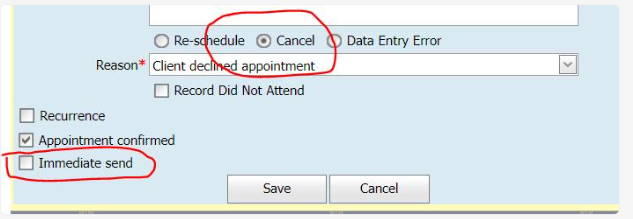 Re-schedule Cancel Data Entry Error
Reason* Client declined appointment
Record Did Not Attend
Recurrence
Appointment confirmed
Immediate send
Save Cancel